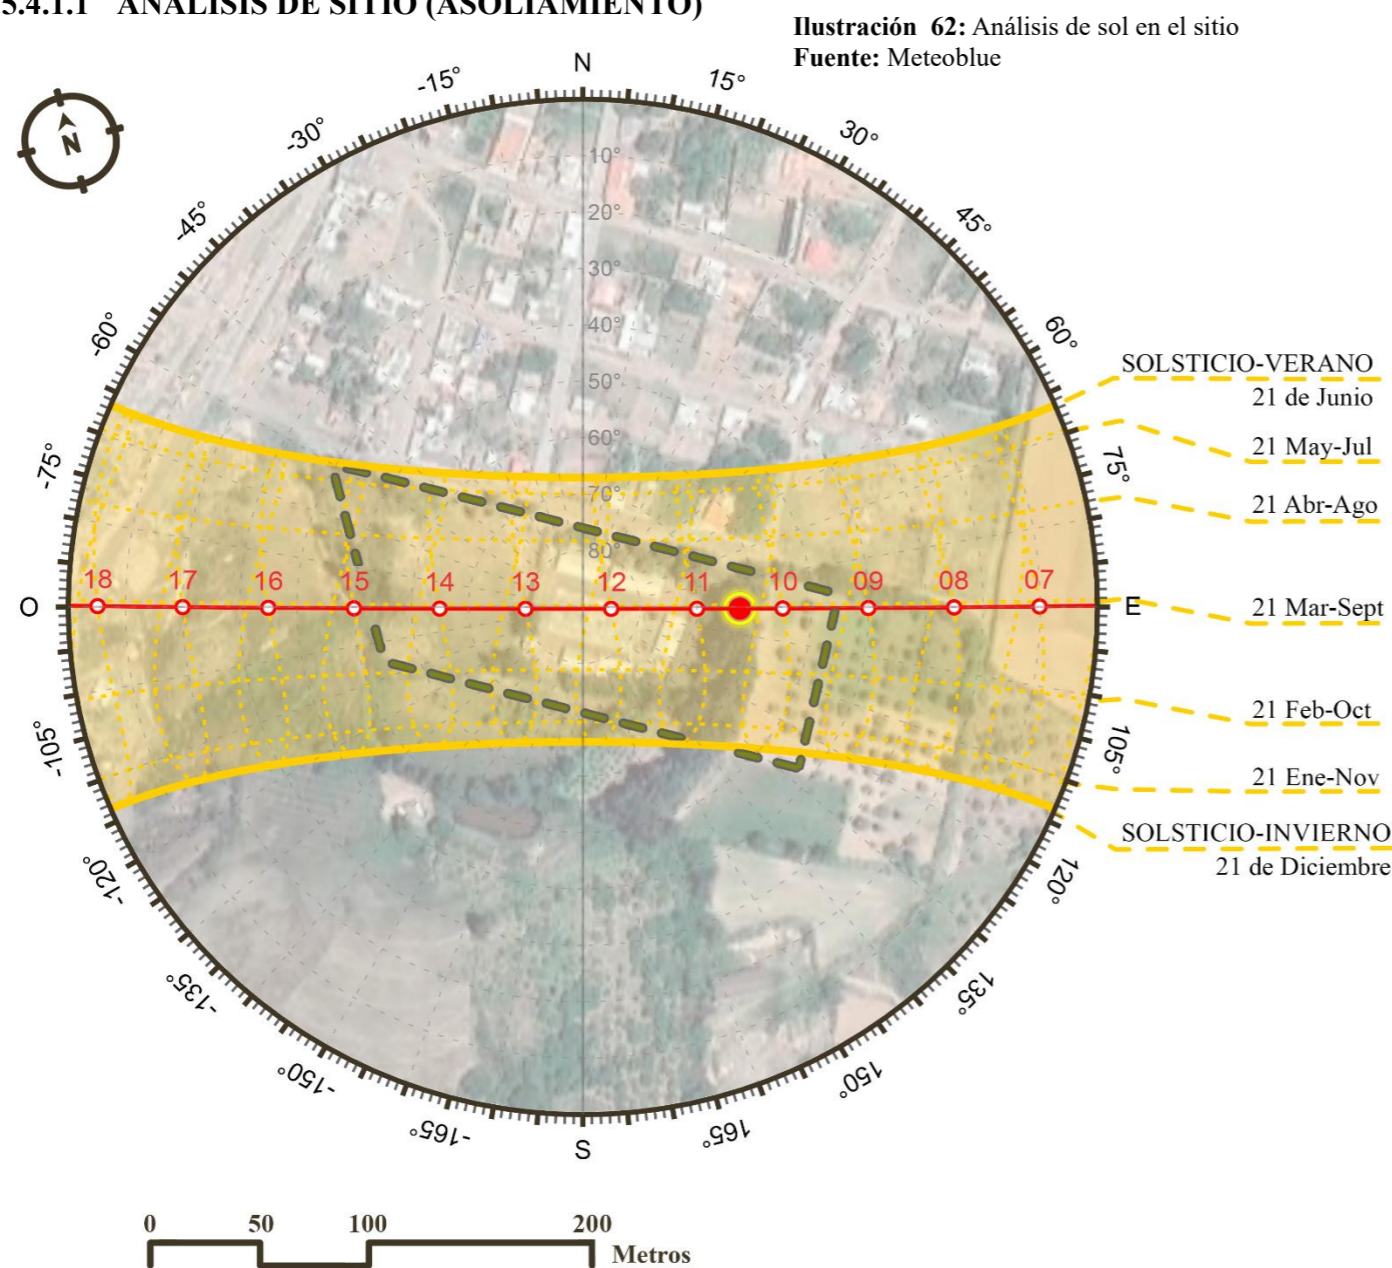 5.4.1.1 ANÁLISIS DE SITIO (ASOLIAMIENTO)
Ilustración 62: Análisis de sol en el sitio
Fuente: Meteoblue
N
-15°
15°
-30°
30°
N
-45°
45°
-60°
60°
-75°
75°
10°
20°
30°
40°
50°
60°
70°
80°
SOLSTICIO-VERANO
21 de Junio
21 May-Jul
21 Abr-Ago
18 17 16 15 14 13 12 11 10 09 08 07
O
E
21 Mar-Sept
21 Feb-Oct
-105°
105°
21 Ene-Nov
SOLSTICIO-INVIERNO
21 de Diciembre
-120°
120°
-135°
135°
-150°
150°
-165°
165°
S
0 50 100 200
Metros